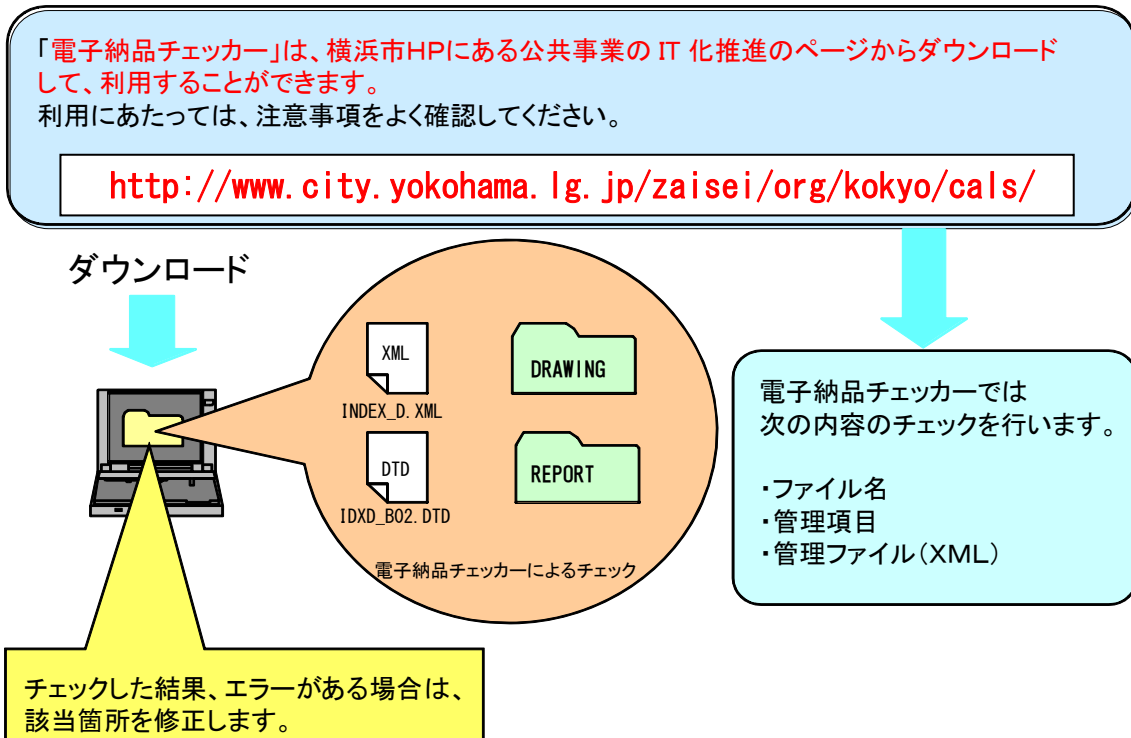 「電子納品チェッカー」は、横浜市HPにある公共事業の IT 化推進のページからダウンロード
して、利用することができます。
利用にあたっては、注意事項をよく確認してください。
http://www.city.yokohama.lg.jp/zaisei/org/kokyo/cals/
ダウンロード
XML
INDEX_D.XML
DRAWING
DTD
IDXD_B02.DTD
REPORT
電子納品チェッカーによるチェック
電子納品チェッカーでは
次の内容のチェックを行います。
・ファイル名
・管理項目
・管理ファイル(XML)
チェックした結果、エラーがある場合は、
該当箇所を修正します。